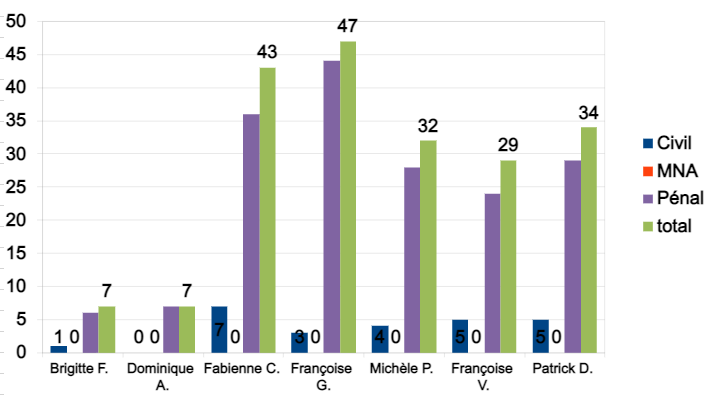 50
45
40
35
30
25
20
15
10
5
0
1 0 7
0 0 7
7 0 43
3 0 47
4 0 32
5 0 29
5 0 34
Brigitte F.
Dominique
A.
Fabienne C.
Françoise
G.
Michèle P.
Françoise
V.
Patrick D.
Civil
MNA
Pénal
total